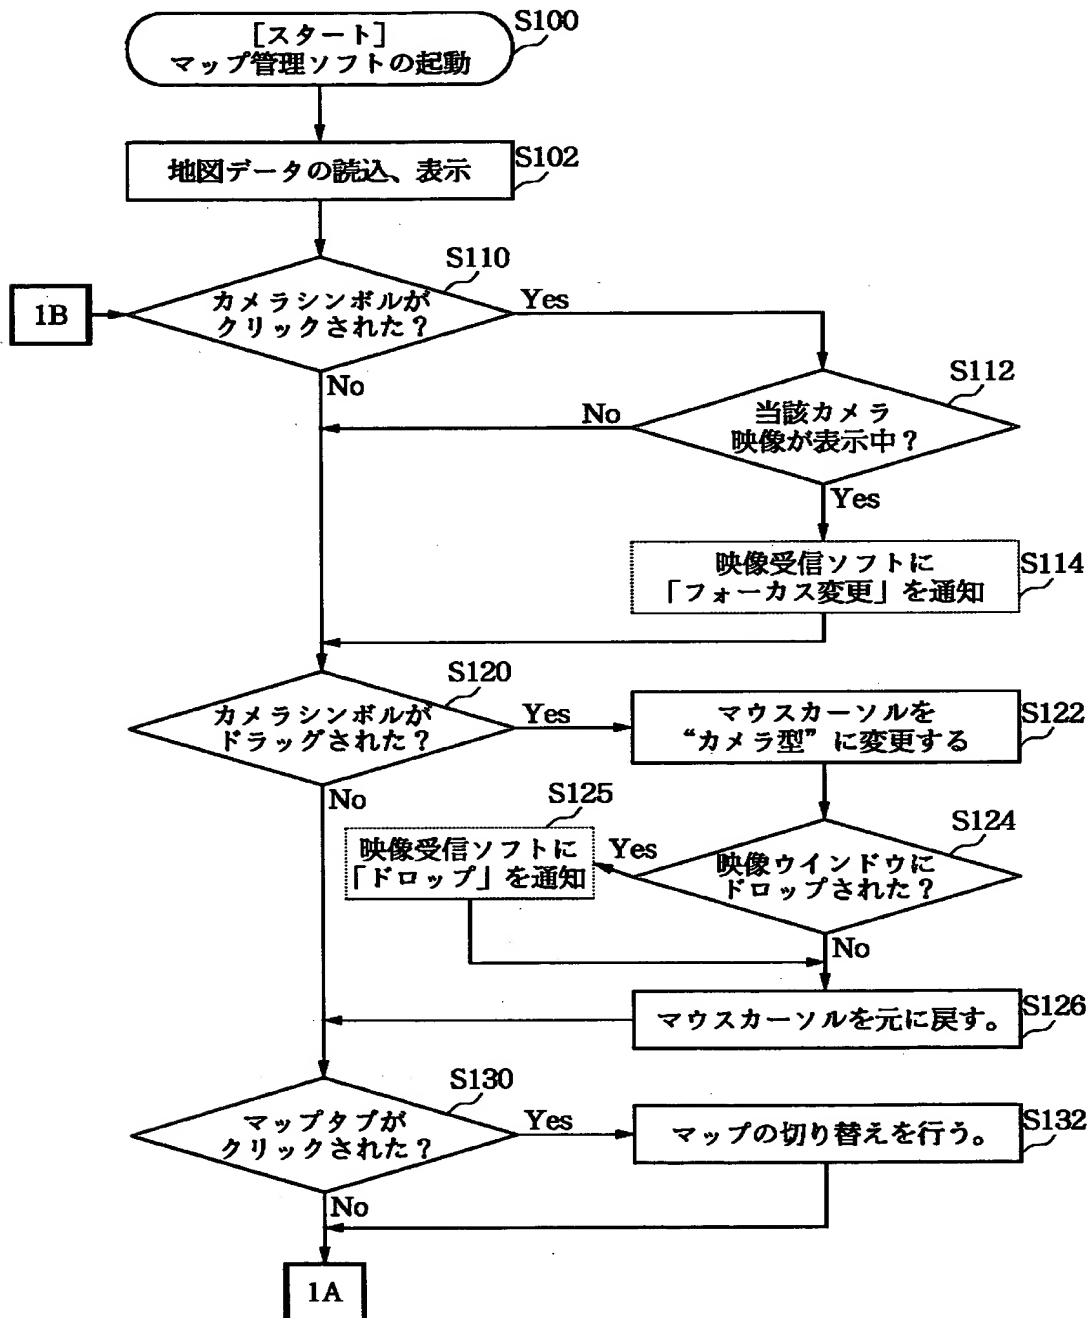 [スタート]
マップ管理ソフトの起動
S100
地図データの読込、表示
S102
1B
カメラシンボルが
クリックされた？
S110
Yes
No
当該カメラ
映像が表示中？
S112
No
Yes
映像受信ソフトに
「フォーカス変更」を通知
S114
カメラシンボルが
ドラッグされた？
S120
Yes
No
マウスカーソルを
“カメラ型”に変更する
S122
映像ウインドウに
ドロップされた？
S124
Yes
No
映像受信ソフトに
「ドロップ」を通知
S125
マウスカーソルを元に戻す。
S126
マップタブが
クリックされた？
S130
Yes
No
マップの切り替えを行う。
S132
1A